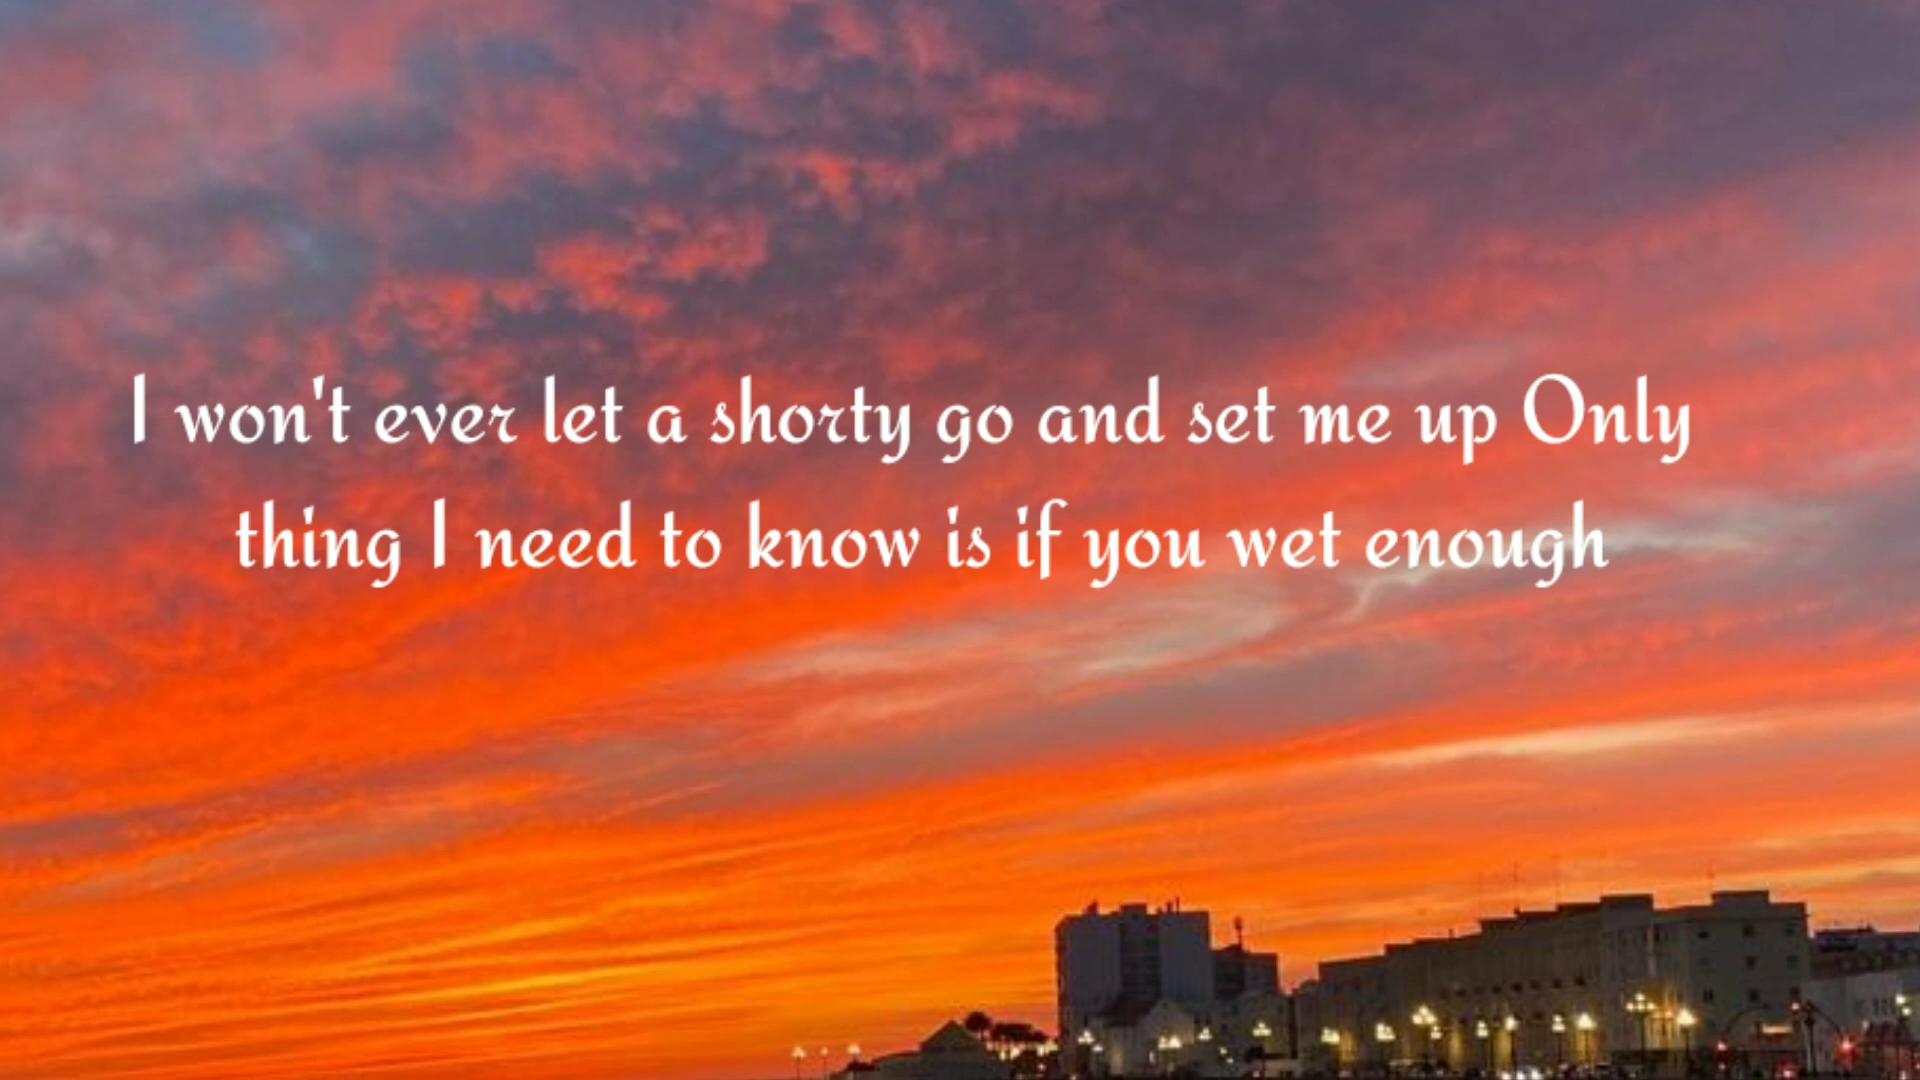 I won't ever let a shorty go and set me up Only
thing I need to know is if you wet enough